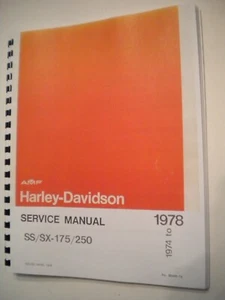 AMF
Harley-Davidson
SERVICE MANUAL
1974 to 1978
SS/SX-175/250